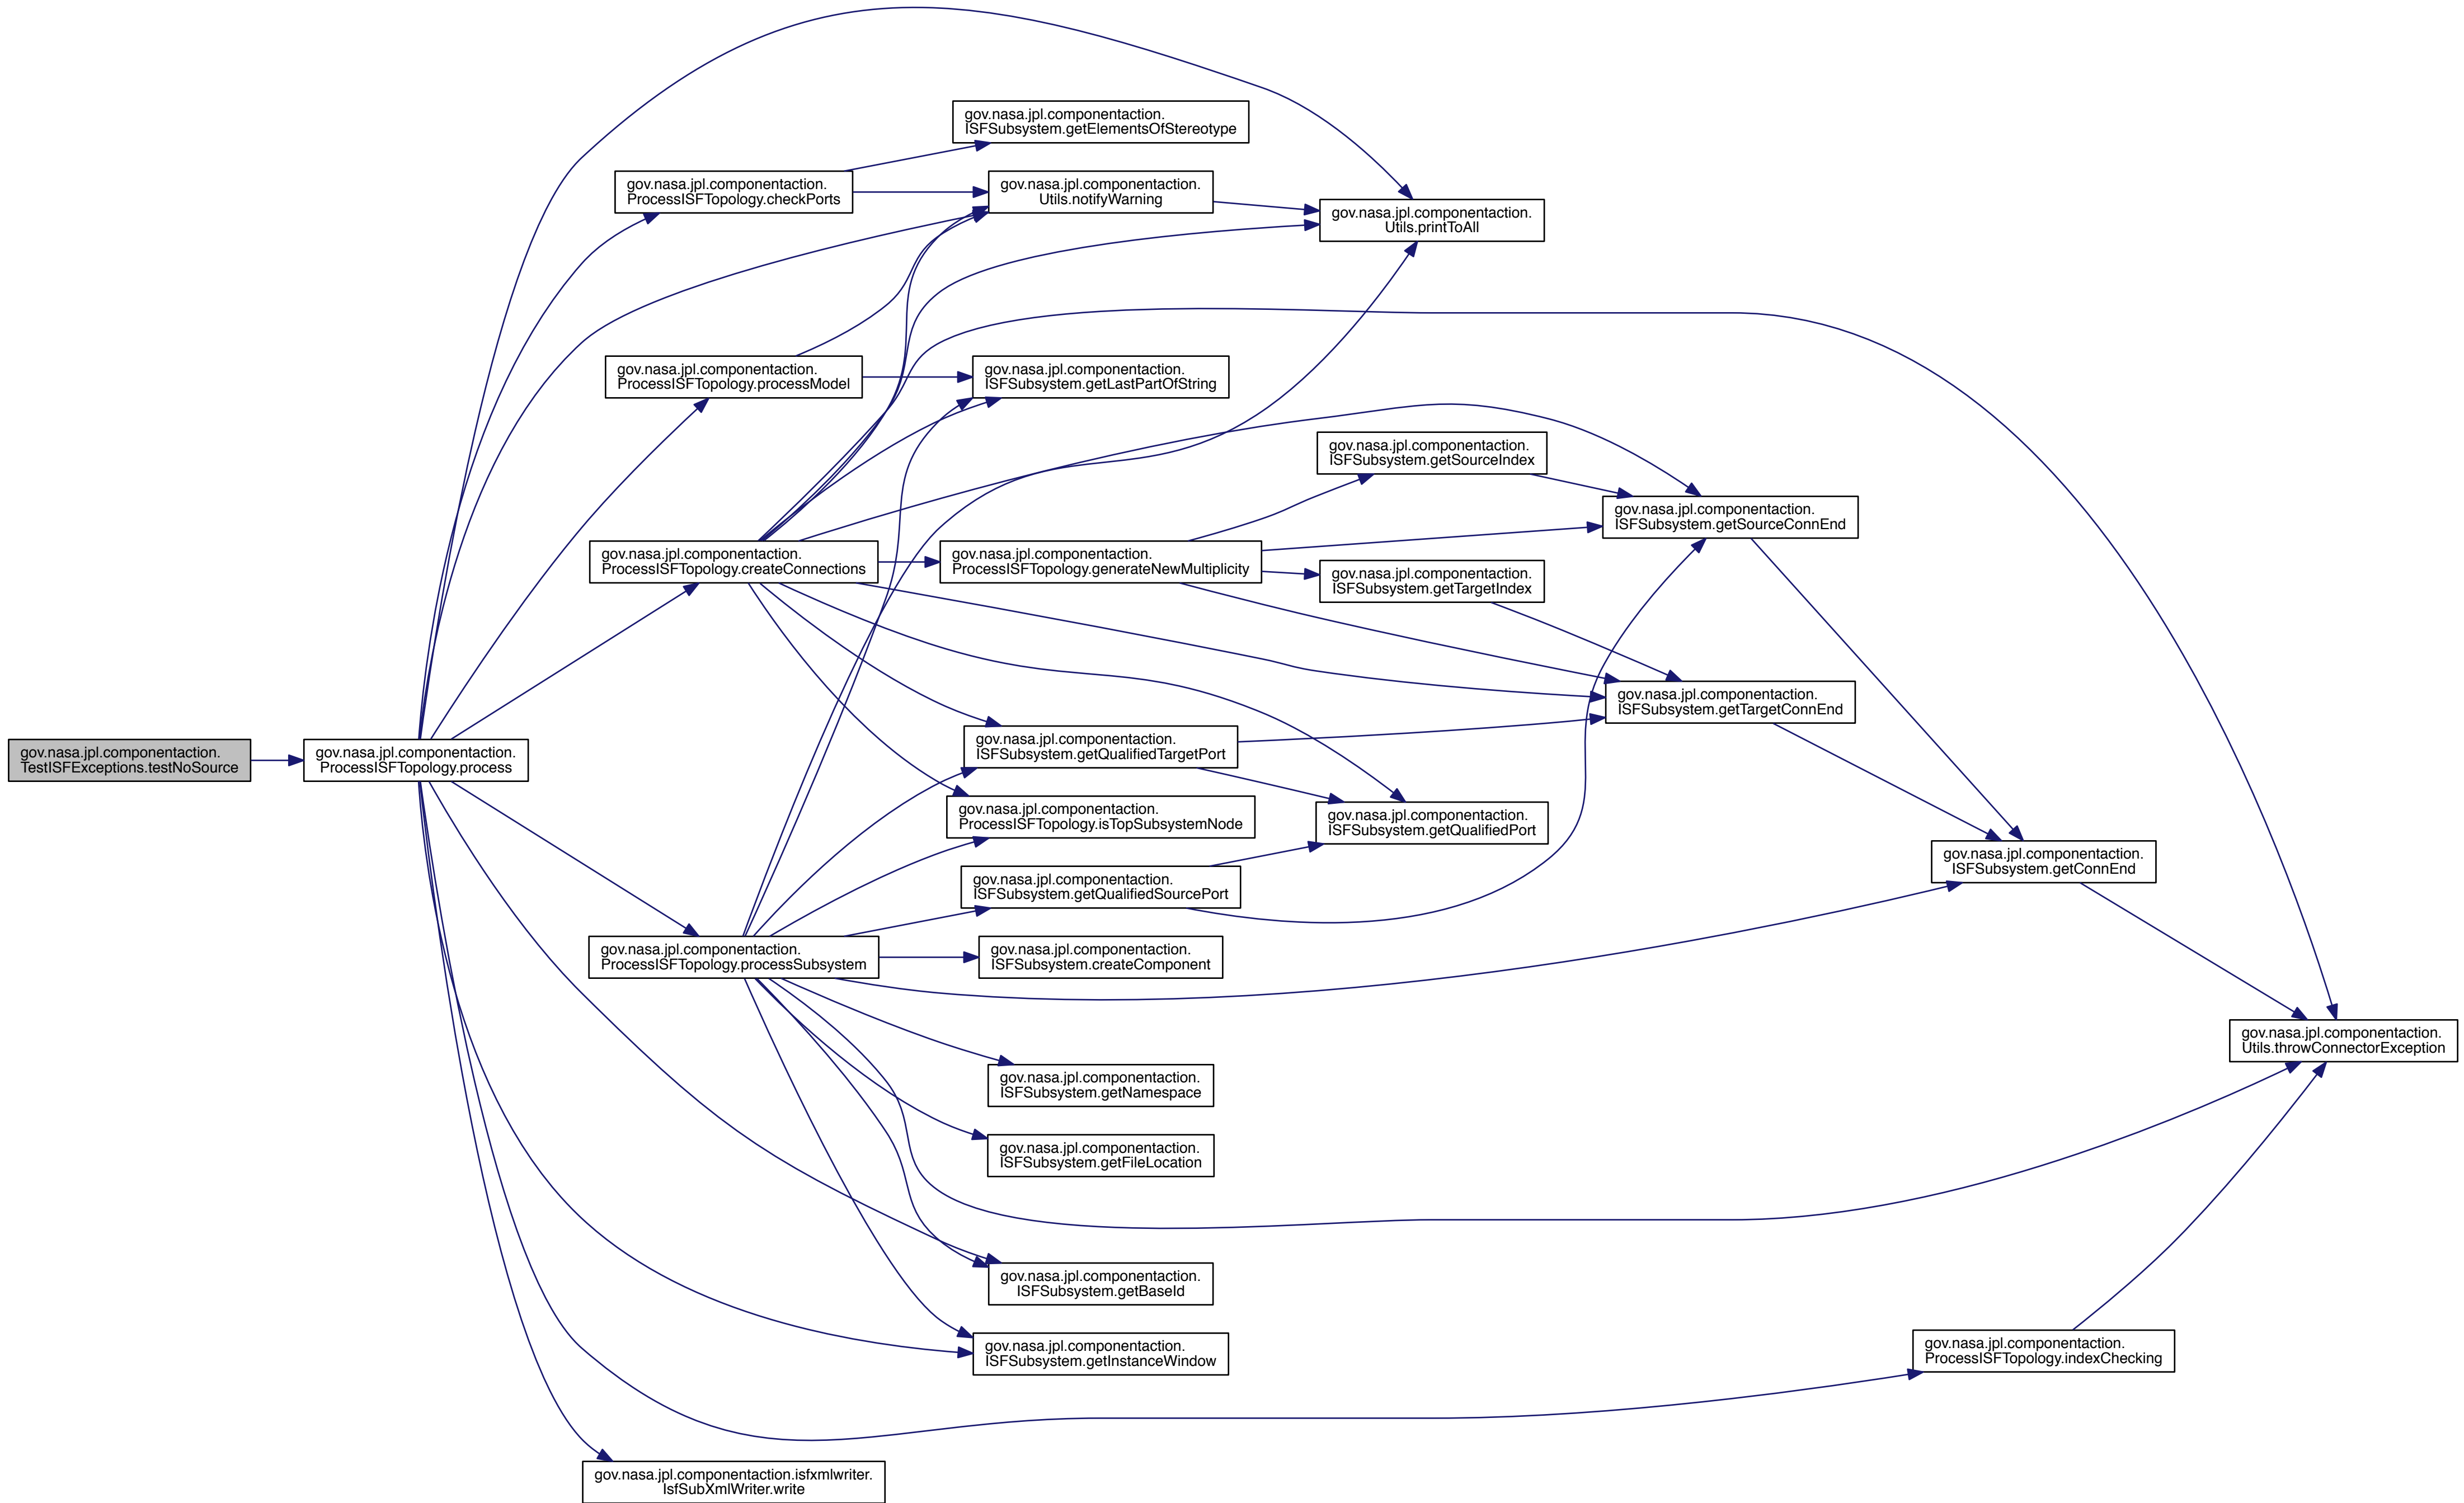 gov.nasa.jpl.componentaction.
ISFSubsystem.getElementsOfStereotype
gov.nasa.jpl.componentaction.
ProcessISFTopology.checkPorts
gov.nasa.jpl.componentaction.
Utils.notifyWarning
gov.nasa.jpl.componentaction.
Utils.printToAll
gov.nasa.jpl.componentaction.
ProcessISFTopology.processModel
gov.nasa.jpl.componentaction.
ISFSubsystem.getLastPartOfString
gov.nasa.jpl.componentaction.
ISFSubsystem.getSourceIndex
gov.nasa.jpl.componentaction.
ISFSubsystem.getSourceConnEnd
gov.nasa.jpl.componentaction.
ProcessISFTopology.createConnections
gov.nasa.jpl.componentaction.
ProcessISFTopology.generateNewMultiplicity
gov.nasa.jpl.componentaction.
ISFSubsystem.getTargetIndex
gov.nasa.jpl.componentaction.
ISFSubsystem.getTargetConnEnd
gov.nasa.jpl.componentaction.
TestISFExceptions.testNoSource
gov.nasa.jpl.componentaction.
ProcessISFTopology.process
gov.nasa.jpl.componentaction.
ISFSubsystem.getQualifiedTargetPort
gov.nasa.jpl.componentaction.
ProcessISFTopology.isTopSubsystemNode
gov.nasa.jpl.componentaction.
ISFSubsystem.getQualifiedPort
gov.nasa.jpl.componentaction.
ISFSubsystem.getConnEnd
gov.nasa.jpl.componentaction.
ISFSubsystem.getQualifiedSourcePort
gov.nasa.jpl.componentaction.
ProcessISFTopology.processSubsystem
gov.nasa.jpl.componentaction.
ISFSubsystem.createComponent
gov.nasa.jpl.componentaction.
Utils.throwConnectorException
gov.nasa.jpl.componentaction.
ISFSubsystem.getNamespace
gov.nasa.jpl.componentaction.
ISFSubsystem.getFileLocation
gov.nasa.jpl.componentaction.
ISFSubsystem.getBaseId
gov.nasa.jpl.componentaction.
ISFSubsystem.getInstanceWindow
gov.nasa.jpl.componentaction.
ProcessISFTopology.indexChecking
gov.nasa.jpl.componentaction.isfxmlwriter.
IsfSubXmlWriter.write